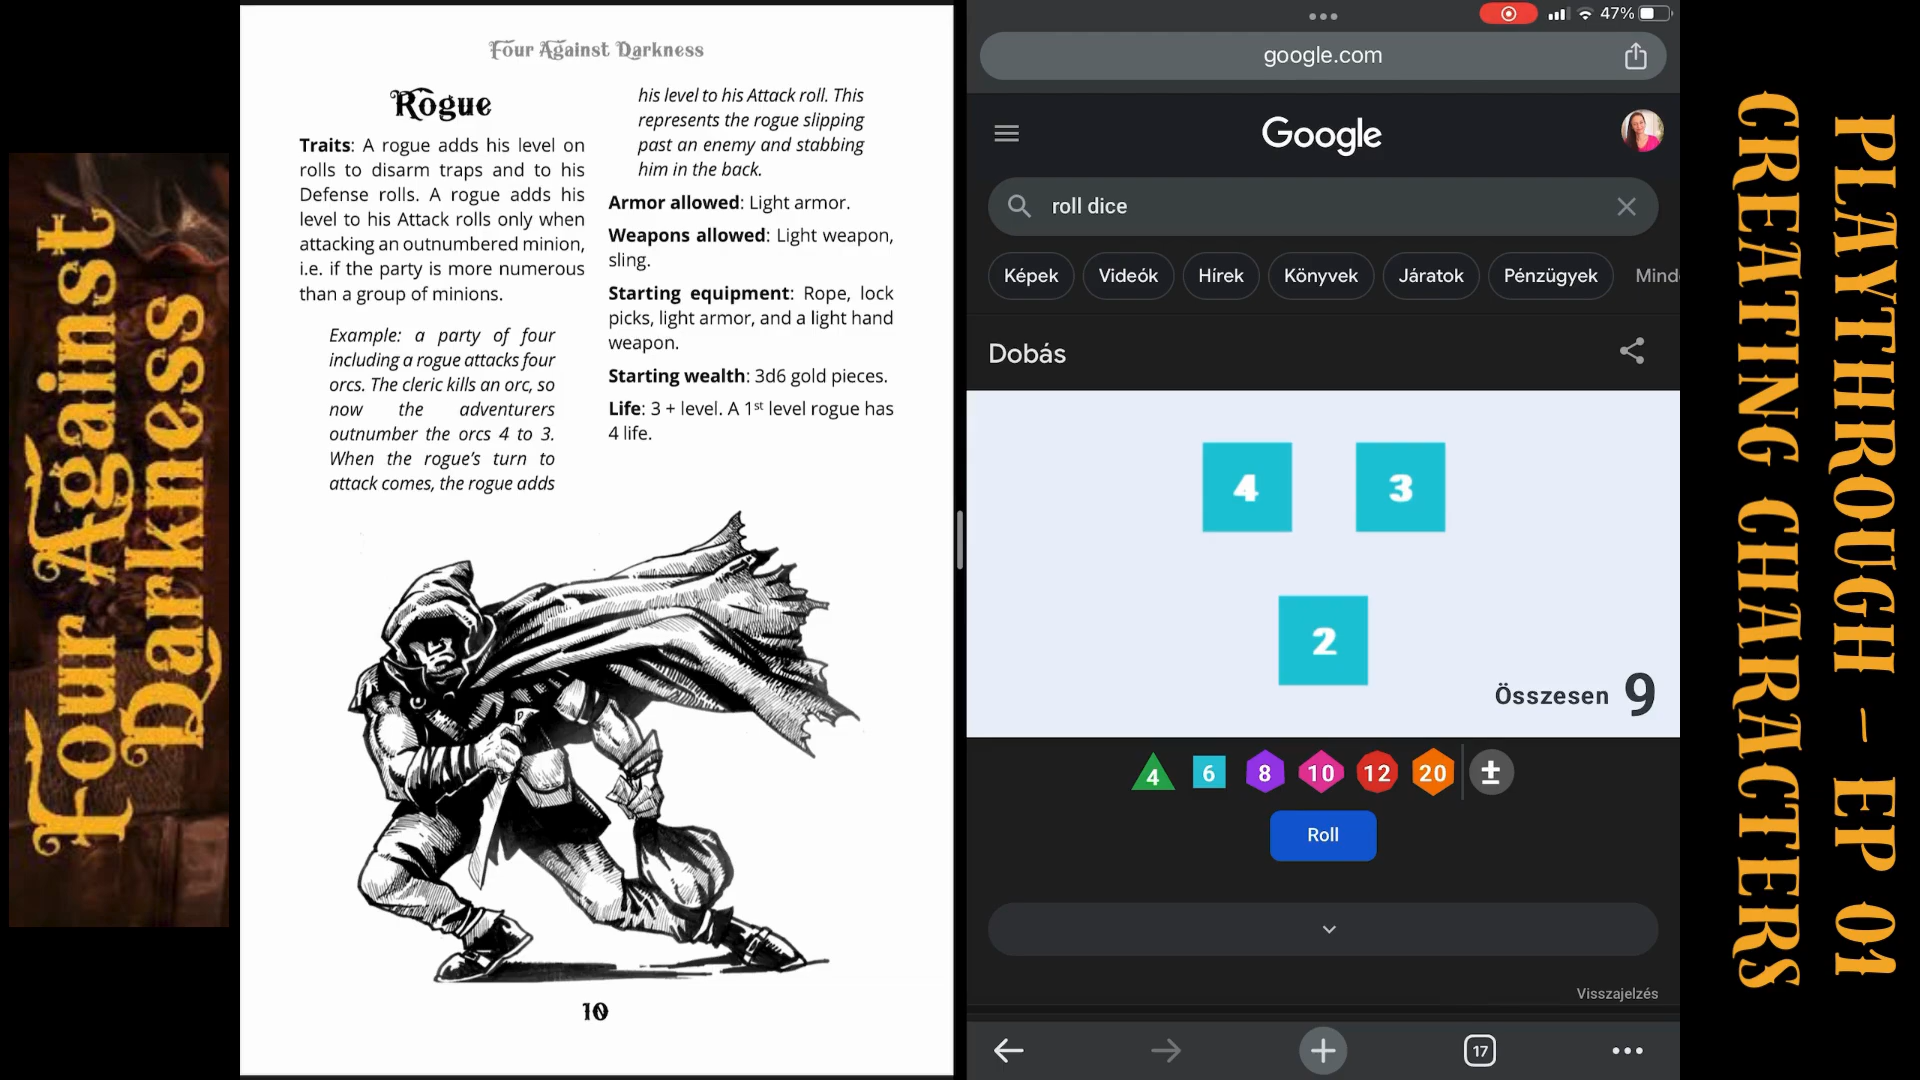 Four Against
Darkness
Four Against Darkness
Rogue
Traits: A rogue adds his level on
rolls to disarm traps and to his
Defense rolls. A rogue adds his
level to his Attack rolls only when
attacking an outnumbered minion,
i.e. if the party is more numerous
than a group of minions.
Example: a party of four
including a rogue attacks four
orcs. The cleric kills an orc, so
now the adventurers
outnumber the orcs 4 to 3.
When the rogue's turn to
attack comes, the rogue adds
his level to his Attack roll. This
represents the rogue slipping
past an enemy and stabbing
him in the back.
Armor allowed: Light armor.
Weapons allowed: Light weapon,
sling.
Starting equipment: Rope, lock
picks, light armor, and a light hand
weapon.
Starting wealth: 3d6 gold pieces.
Life: 3 + level. A 1st level rogue has
4 life.
10
47%
google.com
Google
roll dice
Képek Videók Hírek Könyvek Járatok Pénzügyek Mind
Dobás
4 3
2
Összesen 9
4 6 8 10 12 20 ±
Roll
Visszajelzés
17
PLAYTHROUGH – EP 01
CREATING CHARACTERS